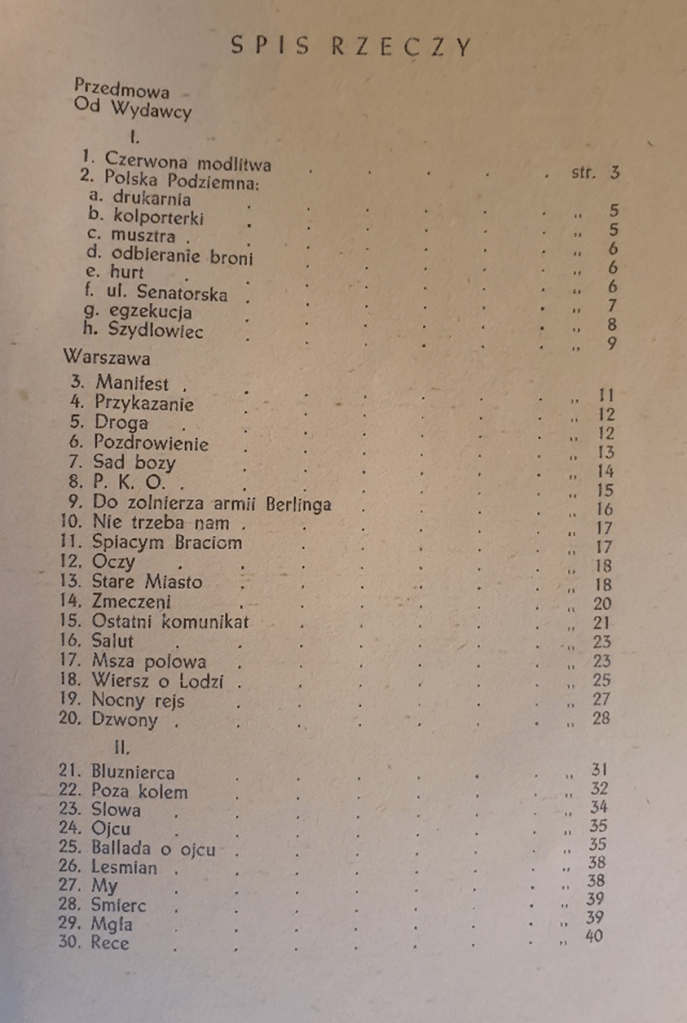 SPIS RZECZY
Przedmowa
Od Wydawcy
I.
1. Czerwona modlitwa . . . . . str. 3
2. Polska Podziemna:
a. drukarnia . . . . . . „ 5
b. kolporterki . . . . . . „ 5
c. musztra . . . . . . . „ 6
d. odbieranie broni . . . . . „ 6
e. hurt . . . . . . . „ 6
f. ul. Senatorska . . . . . . „ 7
g. egzekucja . . . . . . „ 8
h. Szydlowiec . . . . . . „ 9
Warszawa
3. Manifest . . . . . . . „ 11
4. Przykazanie . . . . . . „ 12
5. Droga . . . . . . . „ 12
6. Pozdrowienie . . . . . . „ 13
7. Sad bozy . . . . . . „ 14
8. P. K. O. . . . . . . „ 15
9. Do zolnierza armii Berlinga . . . . „ 16
10. Nie trzeba nam . . . . . . „ 17
11. Spiacym Braciom . . . . . „ 17
12. Oczy . . . . . . . „ 18
13. Stare Miasto . . . . . . „ 18
14. Zmeczeni . . . . . . „ 20
15. Ostatni komunikat . . . . . „ 21
16. Salut . . . . . . . „ 23
17. Msza polowa . . . . . . „ 23
18. Wiersz o Lodzi . . . . . . „ 25
19. Nocny rejs . . . . . . „ 27
20. Dzwony . . . . . . . „ 28
II.
21. Bluznierca . . . . . . „ 31
22. Poza kolem . . . . . . „ 32
23. Slowa . . . . . . . „ 34
24. Ojcu . . . . . . . „ 35
25. Ballada o ojcu . . . . . . „ 35
26. Lesmian . . . . . . . „ 38
27. My . . . . . . . „ 38
28. Smierc . . . . . . . „ 39
29. Mgla . . . . . . . „ 39
30. Rece . . . . . . . „ 40